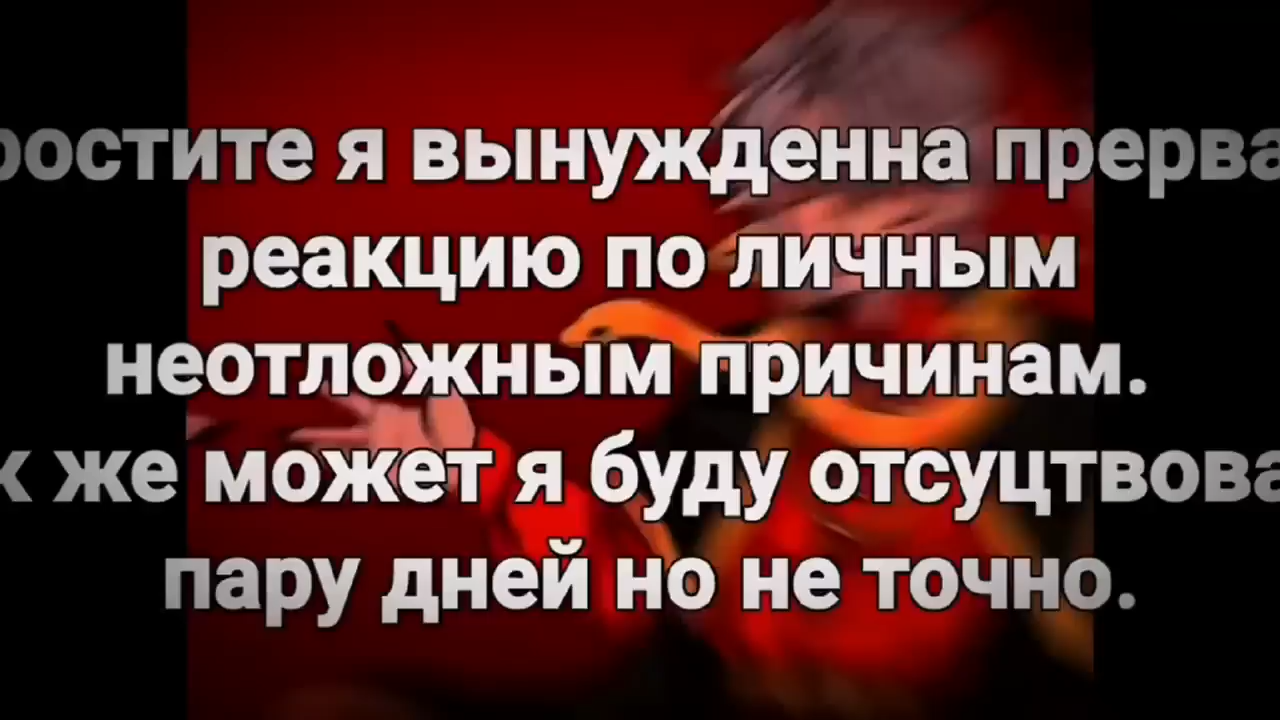 ростите я вынужденна прерва
реакцию по личным
неотложным причинам.
к же может я буду отсуцтвова
пару дней но не точно.